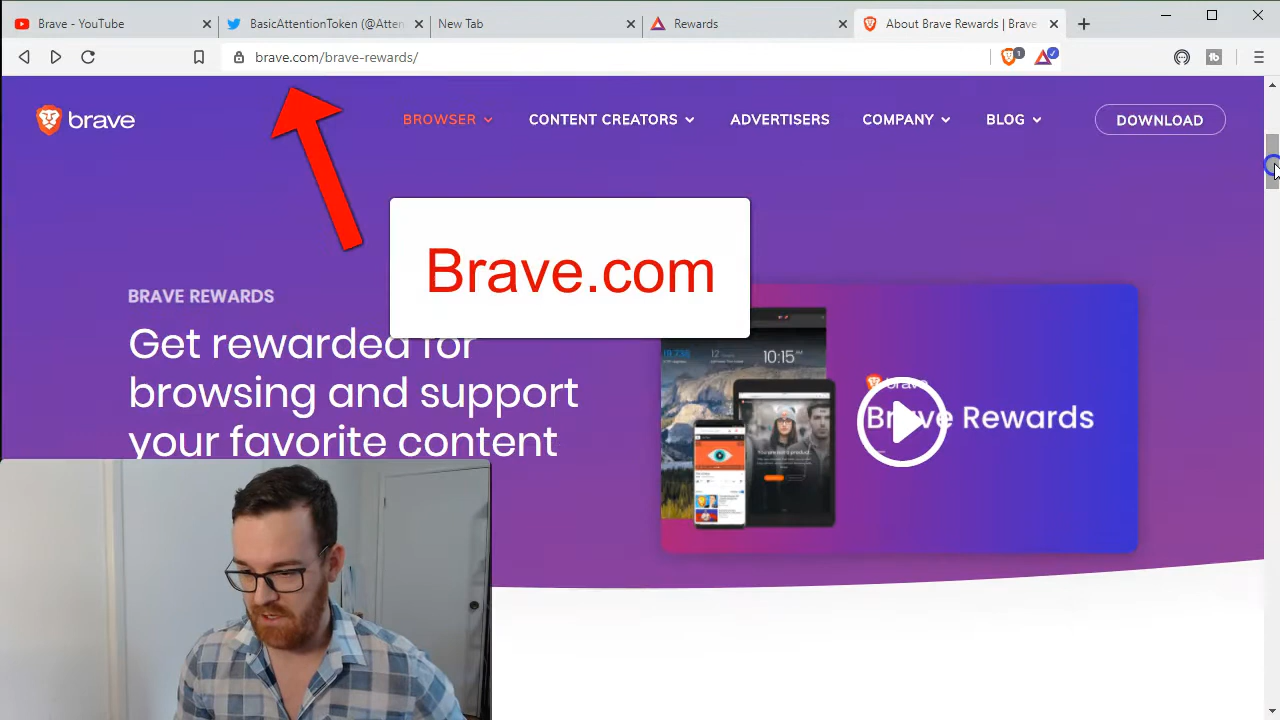 Brave - YouTube
BasicAttentionToken (@Atten
New Tab
Rewards
About Brave Rewards | Brave
brave.com/brave-rewards/
1
brave
BROWSER
CONTENT CREATORS
ADVERTISERS
COMPANY
BLOG
DOWNLOAD
Brave.com
BRAVE REWARDS
Get rewarded for
browsing and support
your favorite content
10:15
brave
Brave Rewards